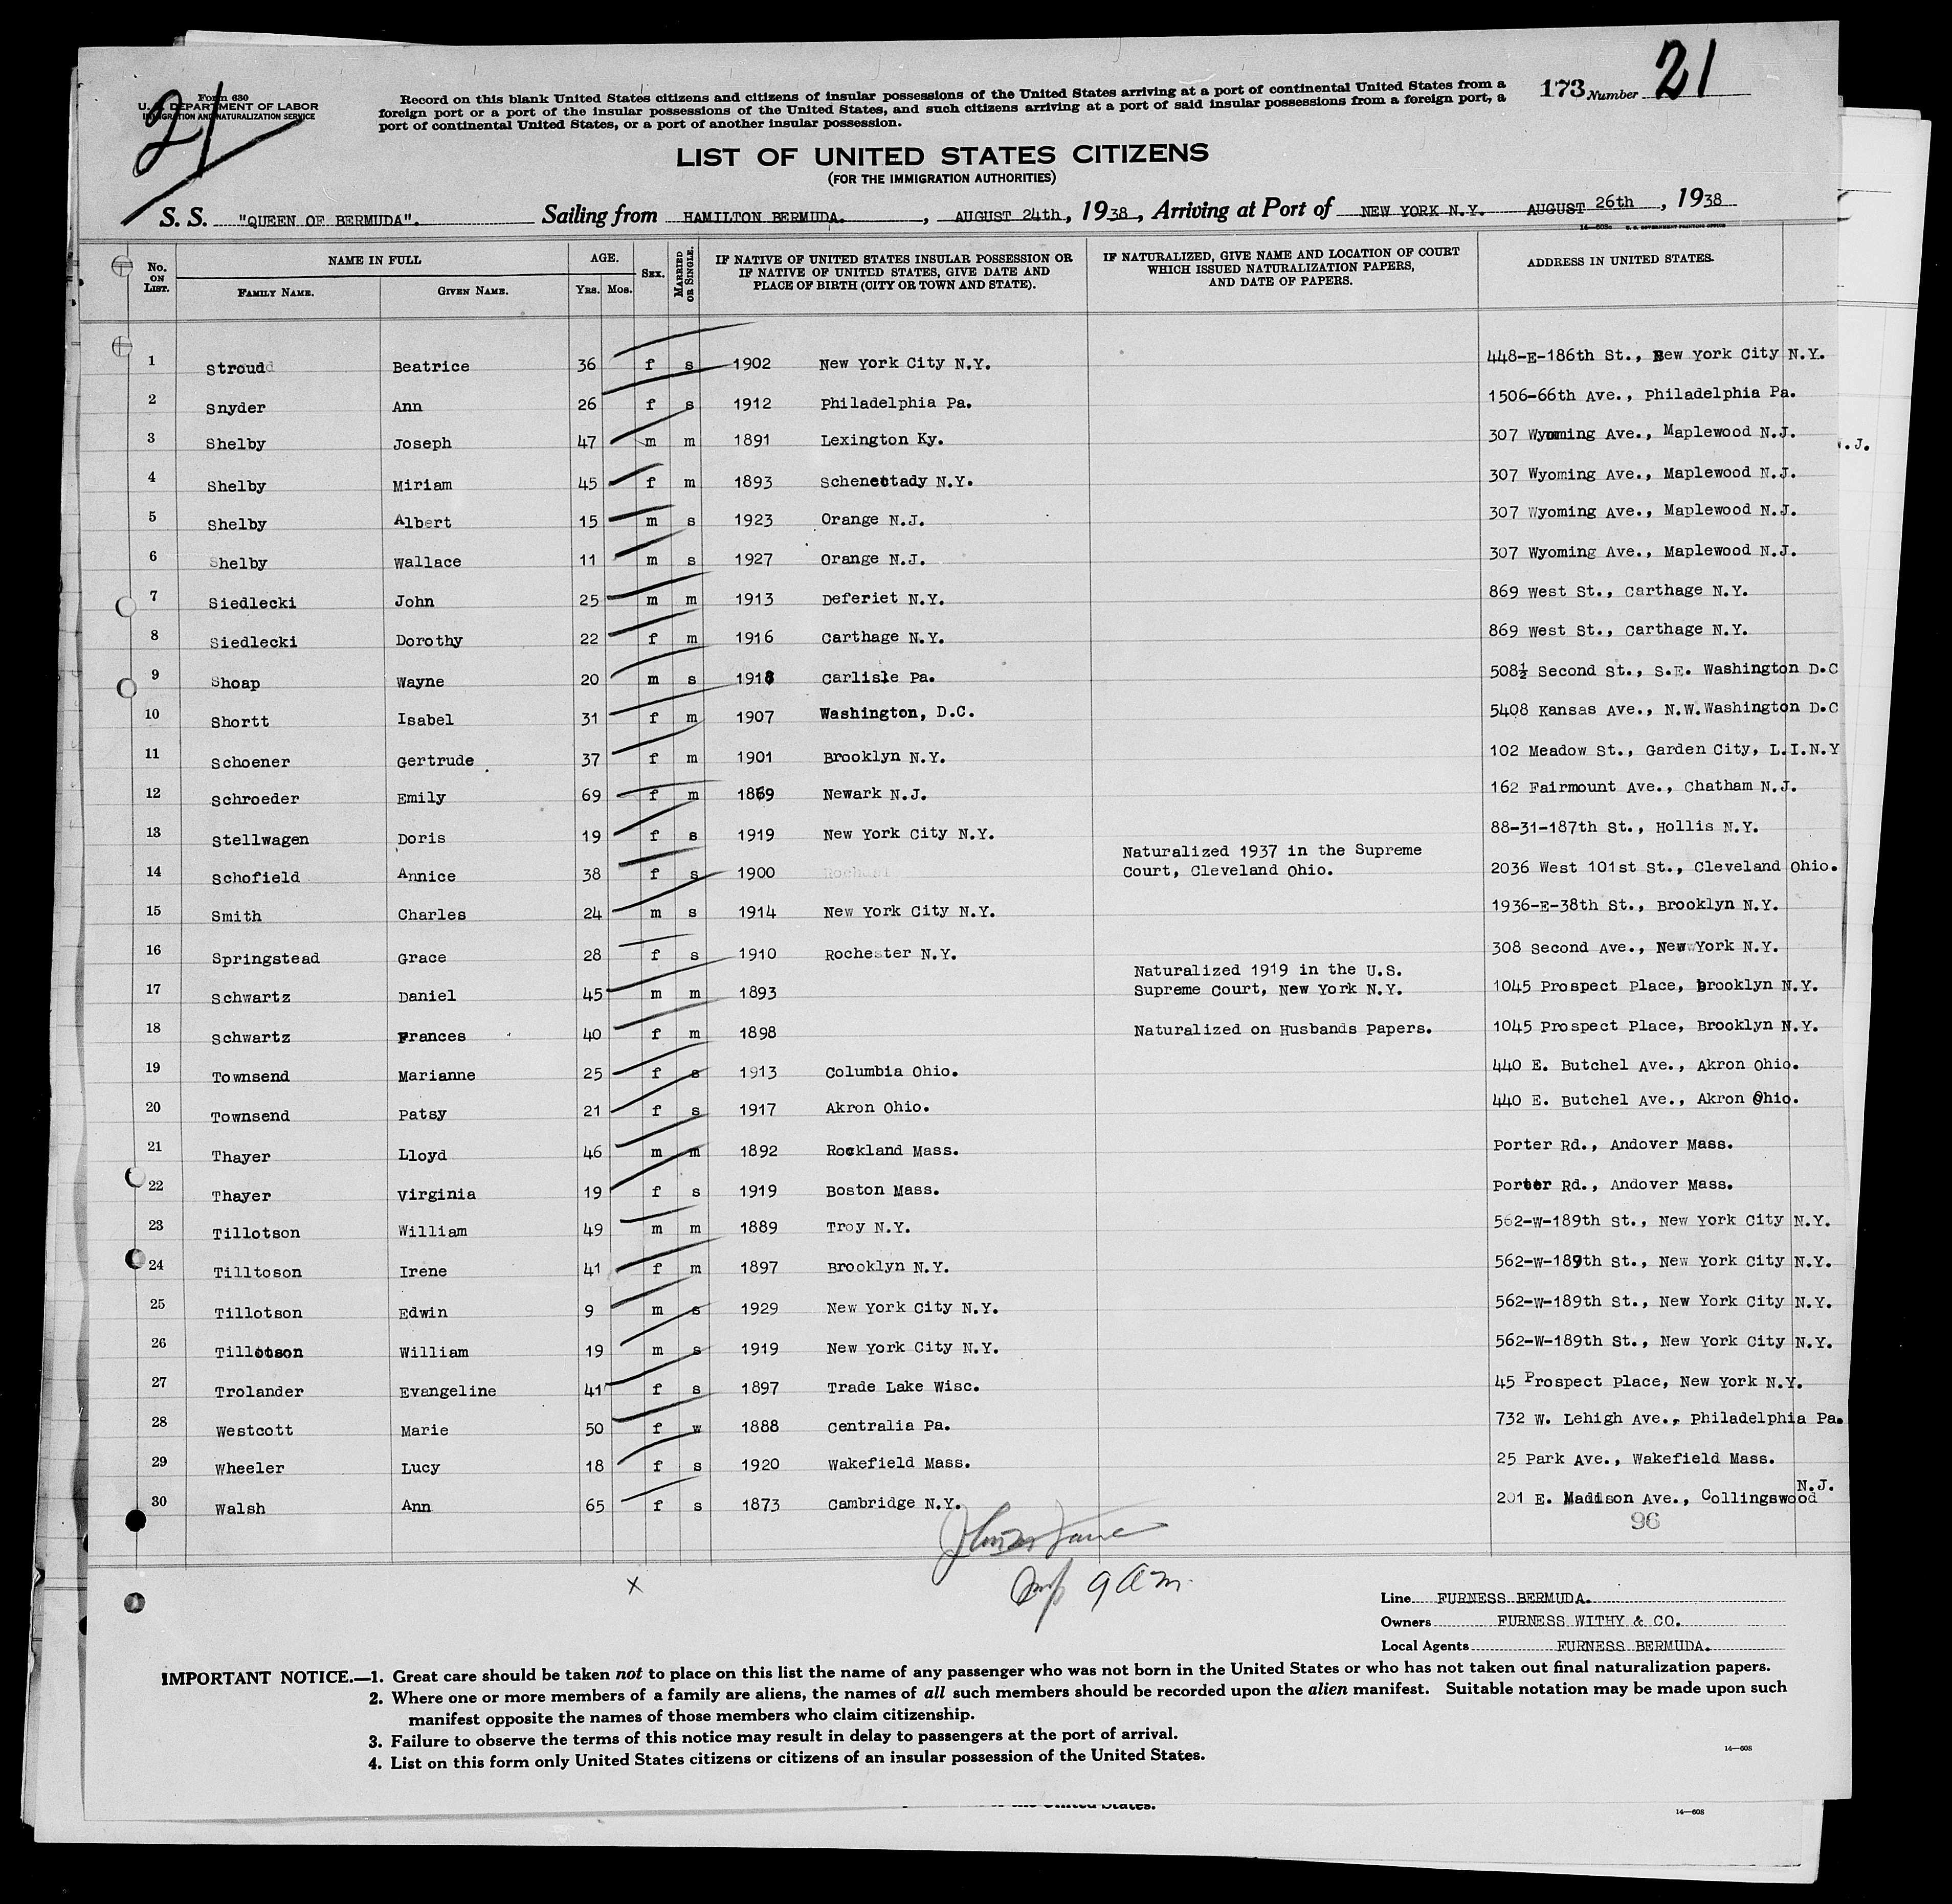 21
Form 630
U. S. DEPARTMENT OF LABOR
IMMIGRATION AND NATURALIZATION SERVICE
Record on this blank United States citizens and citizens of insular possessions of the United States arriving at a port of continental United States from a
foreign port or a port of the insular possessions of the United States, and such citizens arriving at a port of said insular possessions from a foreign port, a
port of continental United States, or a port of another insular possession.
173 Number 21
LIST OF UNITED STATES CITIZENS
(FOR THE IMMIGRATION AUTHORITIES)
S. S. "QUEEN OF BERMUDA". Sailing from HAMILTON BERMUDA. , AUGUST 24th, 1938, Arriving at Port of NEW YORK N.Y. AUGUST 26th , 1938
14—608c U. S. GOVERNMENT PRINTING OFFICE
No. ON LIST. NAME IN FULL FAMILY NAME. GIVEN NAME. AGE. YRS. MOS. SEX. MARRIED OR SINGLE. IF NATIVE OF UNITED STATES INSULAR POSSESSION OR IF NATIVE OF UNITED STATES, GIVE DATE AND PLACE OF BIRTH (CITY OR TOWN AND STATE). IF NATURALIZED, GIVE NAME AND LOCATION OF COURT WHICH ISSUED NATURALIZATION PAPERS, AND DATE OF PAPERS. ADDRESS IN UNITED STATES.
1 Stroud Beatrice 36 f s 1902 New York City N.Y. 448-E-186th St., New York City N.Y.
2 Snyder Ann 26 f s 1912 Philadelphia Pa. 1506-66th Ave., Philadelphia Pa.
3 Shelby Joseph 47 m m 1891 Lexington Ky. 307 Wyoming Ave., Maplewood N.J.
4 Shelby Miriam 45 f m 1893 Schenectady N.Y. 307 Wyoming Ave., Maplewood N.J.
5 Shelby Albert 15 m s 1923 Orange N.J. 307 Wyoming Ave., Maplewood N.J.
6 Shelby Wallace 11 m s 1927 Orange N.J. 307 Wyoming Ave., Maplewood N.J.
7 Siedlecki John 25 m m 1913 Deferiet N.Y. 869 West St., Carthage N.Y.
8 Siedlecki Dorothy 22 f m 1916 Carthage N.Y. 869 West St., Carthage N.Y.
9 Shoap Wayne 20 m s 1918 Carlisle Pa. 508½ Second St., S.E. Washington D.C
10 Shortt Isabel 31 f m 1907 Washington, D.C. 5408 Kansas Ave., N.W. Washington D.C
11 Schoener Gertrude 37 f m 1901 Brooklyn N.Y. 102 Meadow St., Garden City, L.I.N.Y
12 Schroeder Emily 69 f m 1869 Newark N.J. 162 Fairmount Ave., Chatham N.J.
13 Stellwagen Doris 19 f s 1919 New York City N.Y. 88-31-187th St., Hollis N.Y.
Naturalized 1937 in the Supreme
14 Schofield Annice 38 f s 1900 Court, Cleveland Ohio. 2036 West 101st St., Cleveland Ohio.
15 Smith Charles 24 m s 1914 New York City N.Y. 1936-E-38th St., Brooklyn N.Y.
16 Springstead Grace 28 f s 1910 Rochester N.Y. 308 Second Ave., New York N.Y.
Naturalized 1919 in the U.S.
17 Schwartz Daniel 45 m m 1893 Supreme Court, New York N.Y. 1045 Prospect Place, brooklyn N.Y.
18 Schwartz Frances 40 f m 1898 Naturalized on Husbands Papers. 1045 Prospect Place, Brooklyn N.Y.
19 Townsend Marianne 25 f s 1913 Columbia Ohio. 440 E. Butchel Ave., Akron Ohio.
20 Townsend Patsy 21 f s 1917 Akron Ohio. 440 E. Butchel Ave., Akron Ohio.
21 Thayer Lloyd 46 m m 1892 Rockland Mass. Porter Rd., Andover Mass.
22 Thayer Virginia 19 f s 1919 Boston Mass. Porter Rd., Andover Mass.
23 Tillotson William 49 m m 1889 Troy N.Y. 562-W-189th St., New York City N.Y.
24 Tilltoson Irene 41 f m 1897 Brooklyn N.Y. 562-W-189th St., New York City N.Y.
25 Tillotson Edwin 9 m s 1929 New York City N.Y. 562-W-189th St., New York City N.Y.
26 Tillotson William 19 m s 1919 New York City N.Y. 562-W-189th St., New York City N.Y.
27 Trolander Evangeline 41 f s 1897 Trade Lake Wisc. 45 Prospect Place, New York N.Y.
28 Westcott Marie 50 f w 1888 Centralia Pa. 732 W. Lehigh Ave., Philadelphia Pa.
29 Wheeler Lucy 18 f s 1920 Wakefield Mass. 25 Park Ave., Wakefield Mass.
30 Walsh Ann 65 f s 1873 Cambridge N.Y. 201 E. Madison Ave., Collingswood N.J.
96
x
9 am
Line FURNESS BERMUDA.
Owners FURNESS WITHY & CO.
Local Agents FURNESS BERMUDA.
IMPORTANT NOTICE.—1. Great care should be taken not to place on this list the name of any passenger who was not born in the United States or who has not taken out final naturalization papers.
2. Where one or more members of a family are aliens, the names of all such members should be recorded upon the alien manifest. Suitable notation may be made upon such
manifest opposite the names of those members who claim citizenship.
3. Failure to observe the terms of this notice may result in delay to passengers at the port of arrival.
4. List on this form only United States citizens or citizens of an insular possession of the United States.
14—608
United States.
14—608